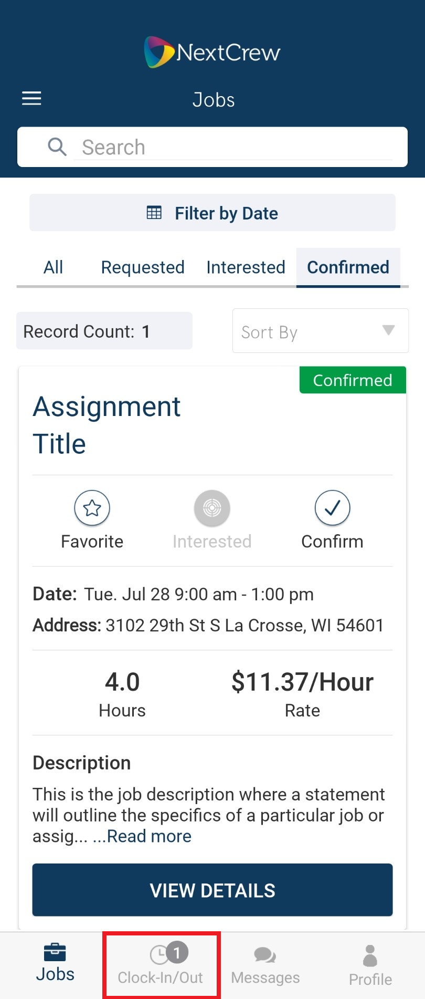 NextCrew
Jobs
Search
Filter by Date
All Requested Interested Confirmed
Record Count: 1 Sort By
Confirmed
Assignment
Title
Favorite Interested Confirm
Date: Tue. Jul 28 9:00 am - 1:00 pm
Address: 3102 29th St S La Crosse, WI 54601
4.0 $11.37/Hour
Hours Rate
Description
This is the job description where a statement
will outline the specifics of a particular job or
assig... ...Read more
VIEW DETAILS
1
Jobs Clock-In/Out Messages Profile